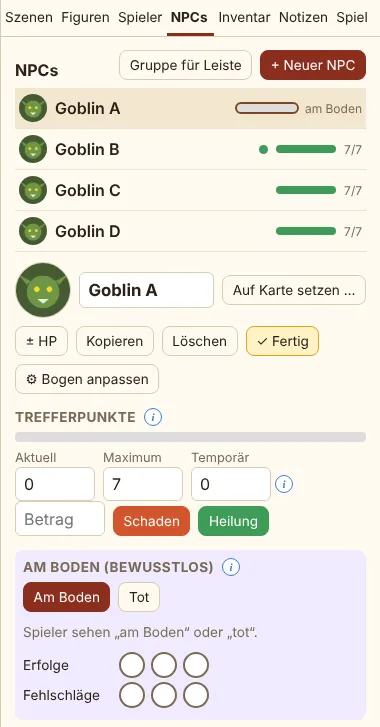 Szenen Figuren Spieler NPCs Inventar Notizen Spiel
NPCs Gruppe für Leiste + Neuer NPC
Goblin A am Boden
Goblin B 7/7
Goblin C 7/7
Goblin D 7/7
Goblin A Auf Karte setzen ...
± HP Kopieren Löschen ✓ Fertig
⚙ Bogen anpassen
TREFFERPUNKTE i
Aktuell Maximum Temporär
0 7 0 i
Betrag Schaden Heilung
AM BODEN (BEWUSSTLOS) i
Am Boden Tot
Spieler sehen „am Boden“ oder „tot“.
Erfolge
Fehlschläge